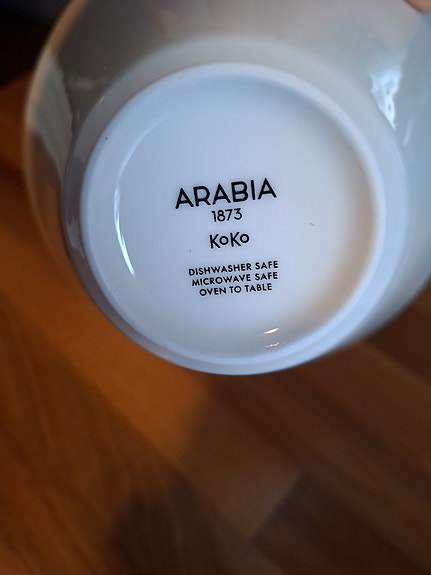 ARABIA
1873
KoKo
DISHWASHER SAFE
MICROWAVE SAFE
OVEN TO TABLE